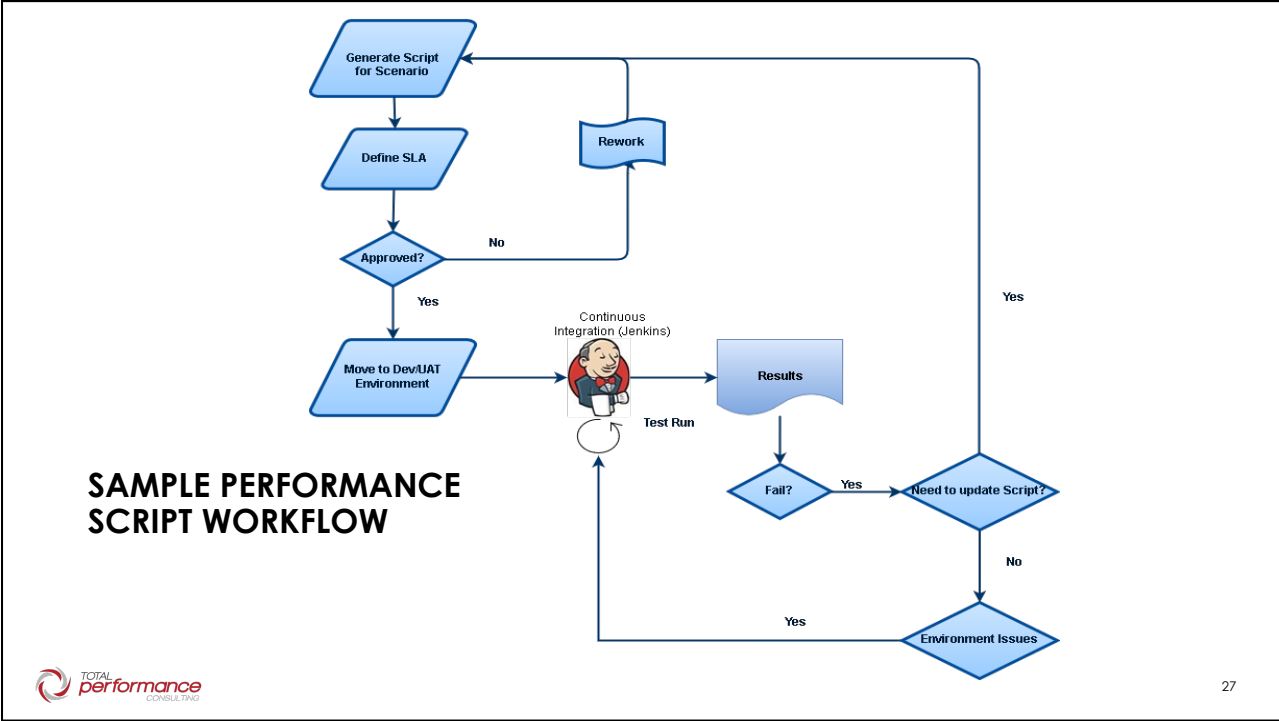 Generate Script
for Scenario
Define SLA
Rework
Approved?
No
Yes
Yes
Continuous
Integration (Jenkins)
Move to Dev/UAT
Environment
Results
Test Run
Fail?
Yes
Need to update Script?
SAMPLE PERFORMANCE
SCRIPT WORKFLOW
No
Yes
Environment Issues
TOTAL
performance
CONSULTING
27